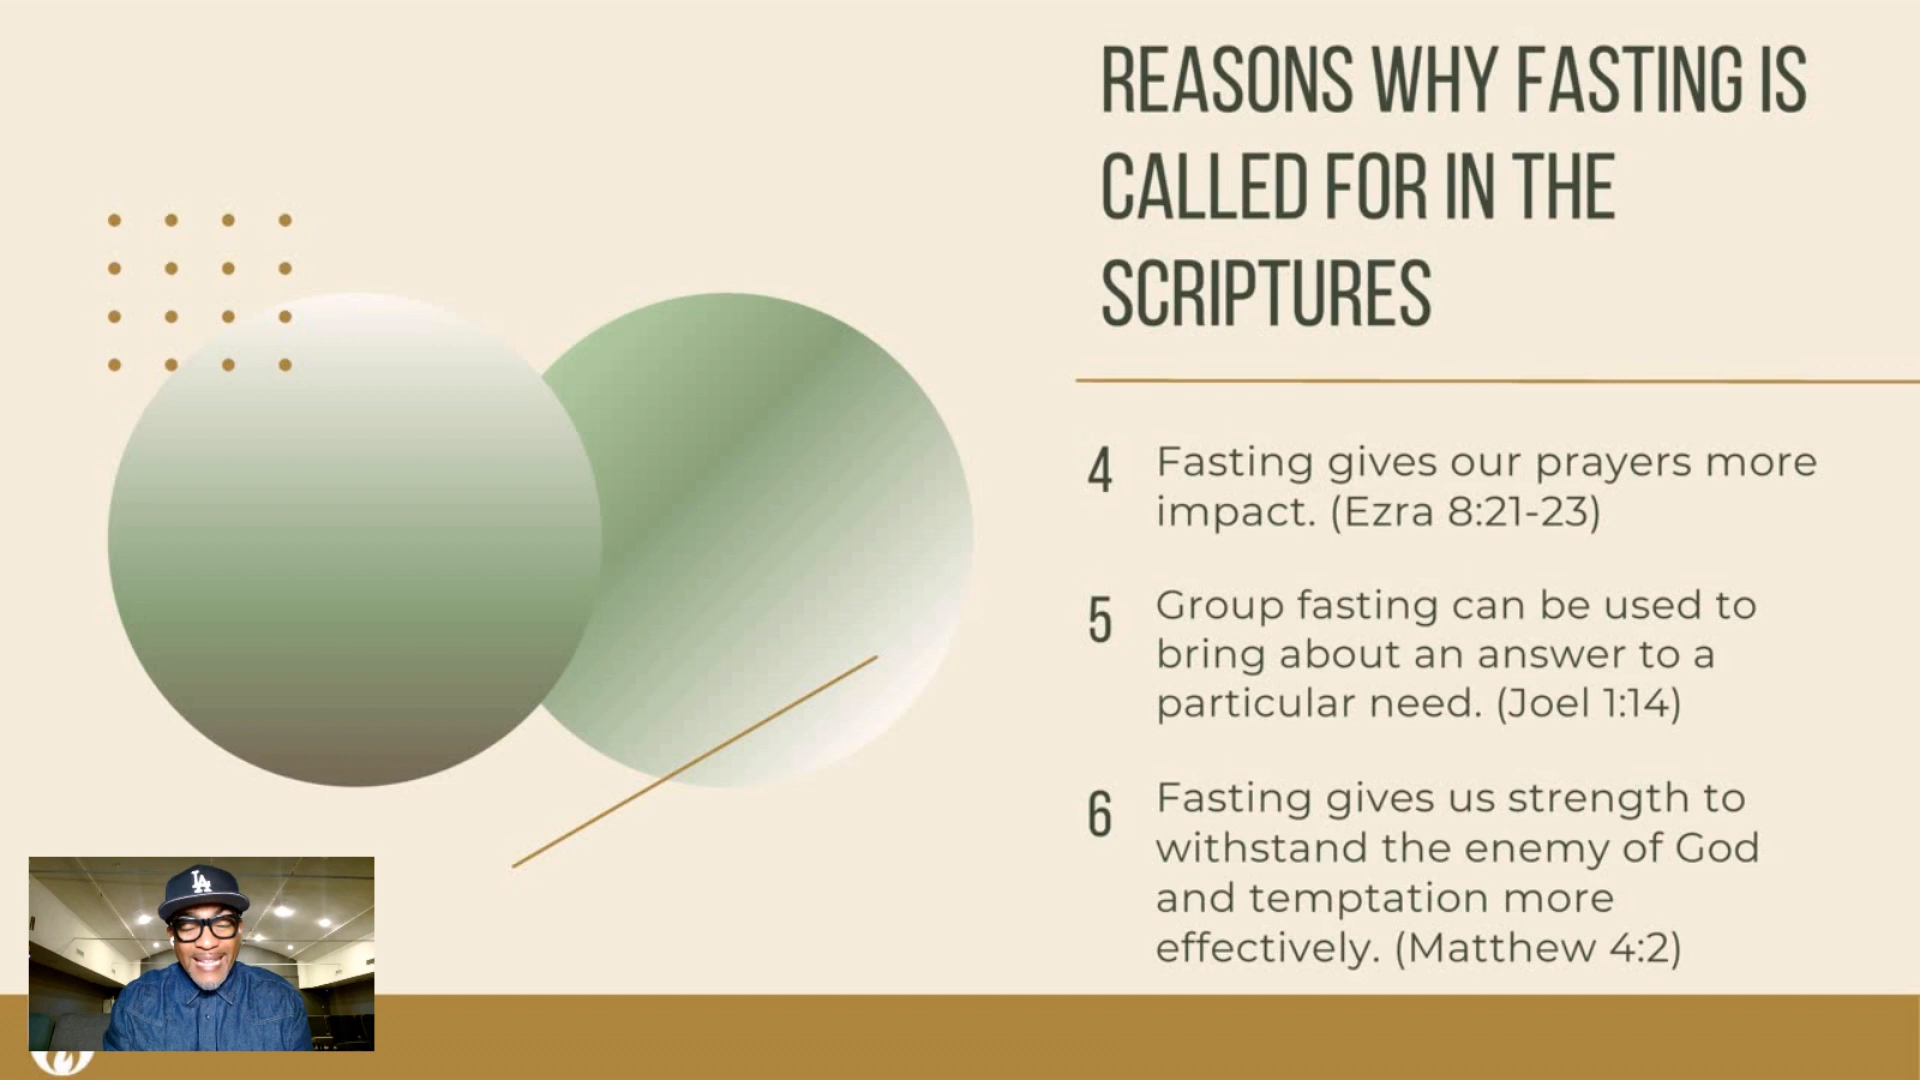 REASONS WHY FASTING IS
CALLED FOR IN THE
SCRIPTURES
4 Fasting gives our prayers more
impact. (Ezra 8:21-23)
5 Group fasting can be used to
bring about an answer to a
particular need. (Joel 1:14)
6 Fasting gives us strength to
withstand the enemy of God
and temptation more
effectively. (Matthew 4:2)
LA